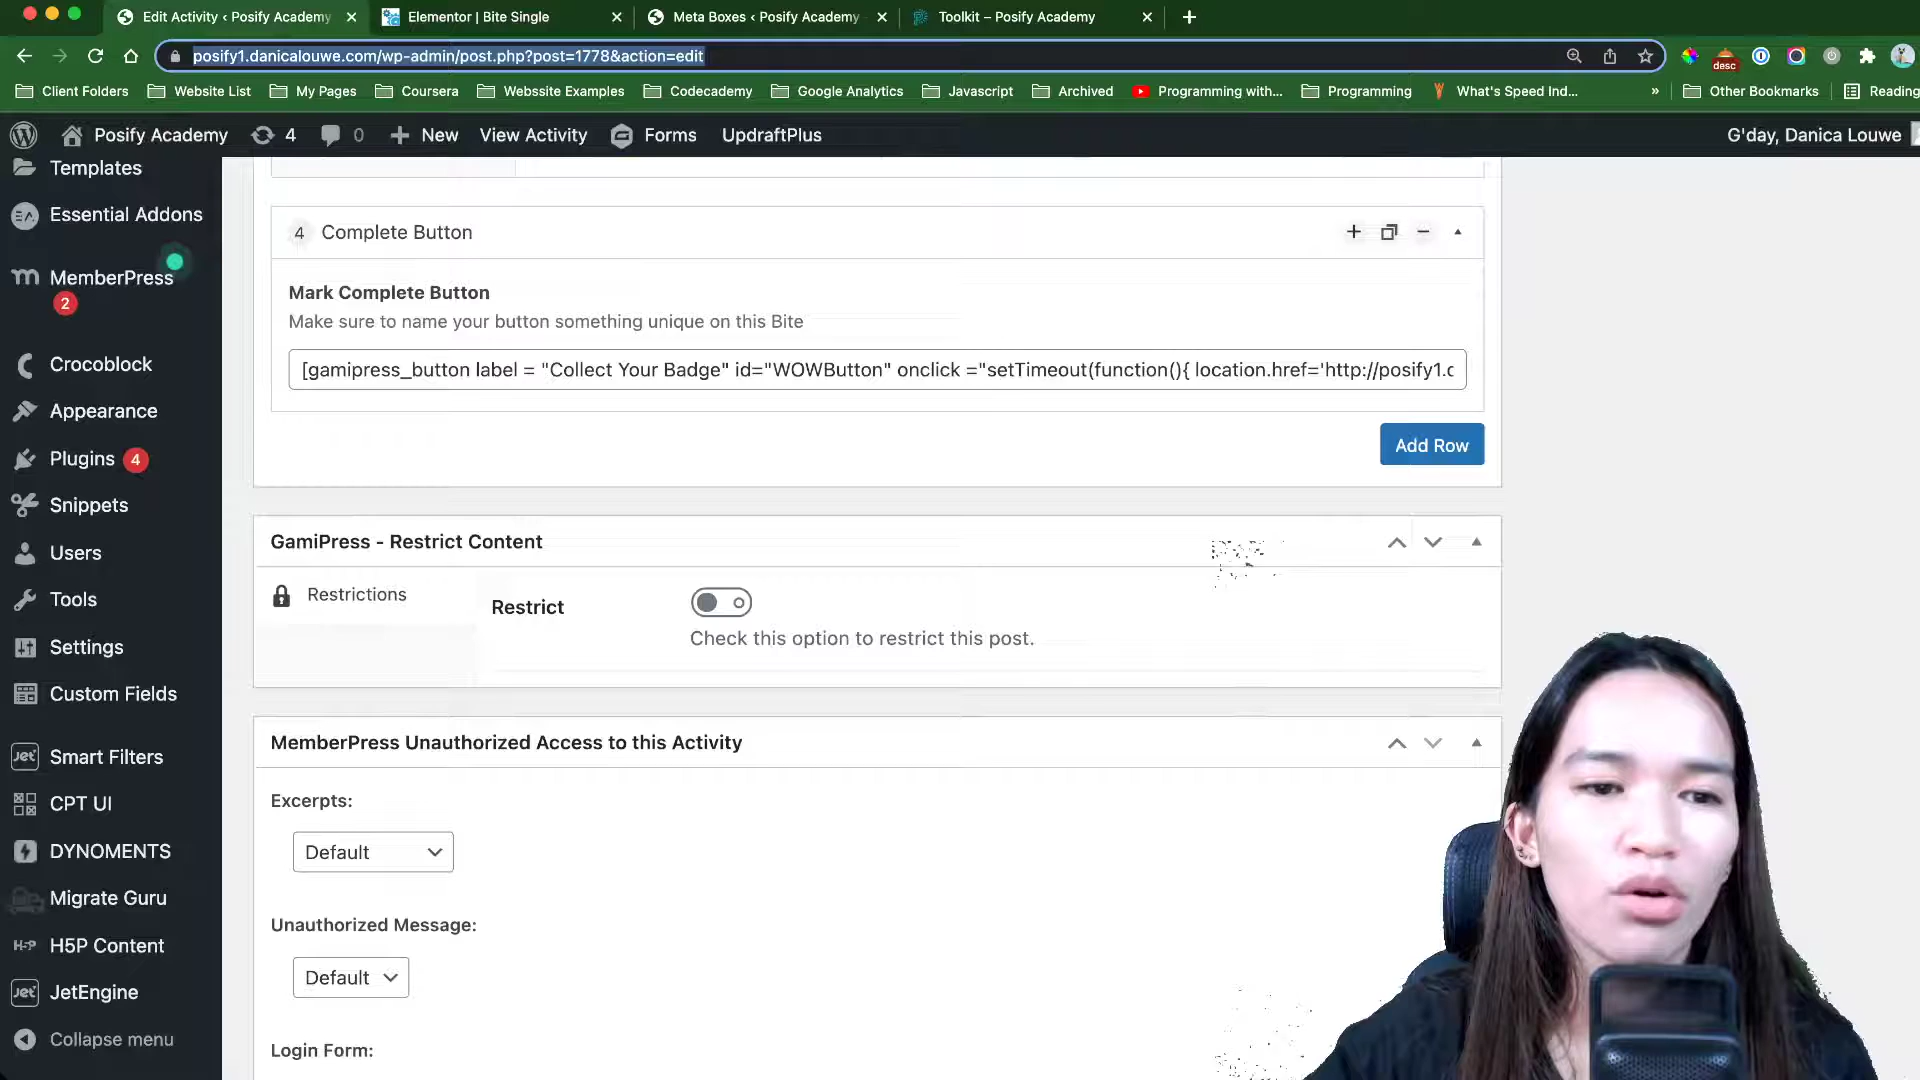 Edit Activity ‹ Posify Academy
Elementor | Bite Single
Meta Boxes ‹ Posify Academy
Toolkit – Posify Academy
posify1.danicalouwe.com/wp-admin/post.php?post=1778&action=edit
desc
Client Folders
Website List
My Pages
Coursera
Webssite Examples
Codecademy
Google Analytics
Javascript
Archived
Programming with...
Programming
What's Speed Ind...
»
Other Bookmarks
Reading
Posify Academy
4
0
New
View Activity
Forms
UpdraftPlus
G'day, Danica Louwe
Templates
Essential Addons
MemberPress
2
Crocoblock
Appearance
Plugins 4
Snippets
Users
Tools
Settings
Custom Fields
Jet Smart Filters
CPT UI
DYNOMENTS
Migrate Guru
H5P H5P Content
Jet JetEngine
Collapse menu
4 Complete Button
Mark Complete Button
Make sure to name your button something unique on this Bite
[gamipress_button label = "Collect Your Badge" id="WOWButton" onclick ="setTimeout(function(){ location.href='http://posify1.c
Add Row
GamiPress - Restrict Content
Restrictions
Restrict
Check this option to restrict this post.
MemberPress Unauthorized Access to this Activity
Excerpts:
Default
Unauthorized Message:
Default
Login Form: